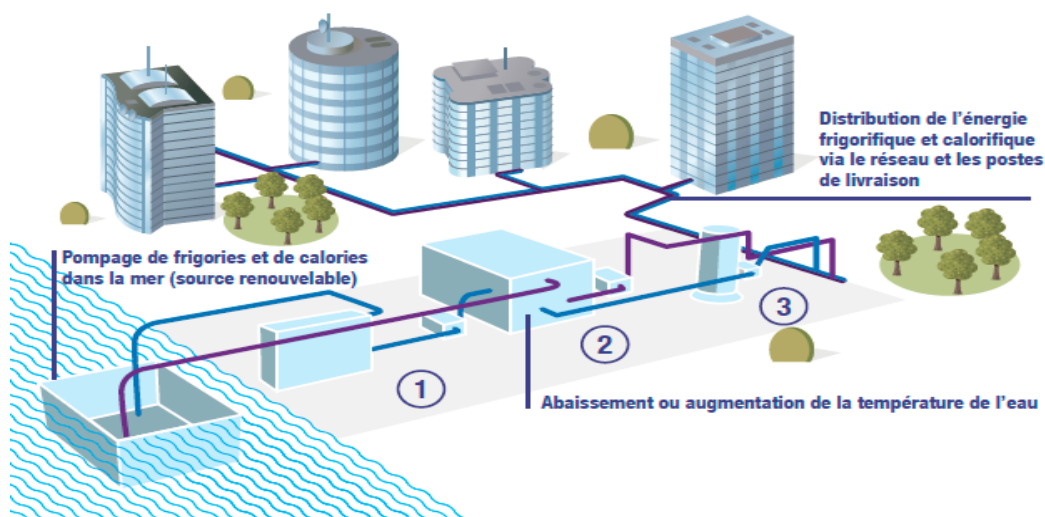 Distribution de l’énergie
frigorifique et calorifique
via le réseau et les postes
de livraison
Pompage de frigories et de calories
dans la mer (source renouvelable)
3
2
1
Abaissement ou augmentation de la température de l’eau